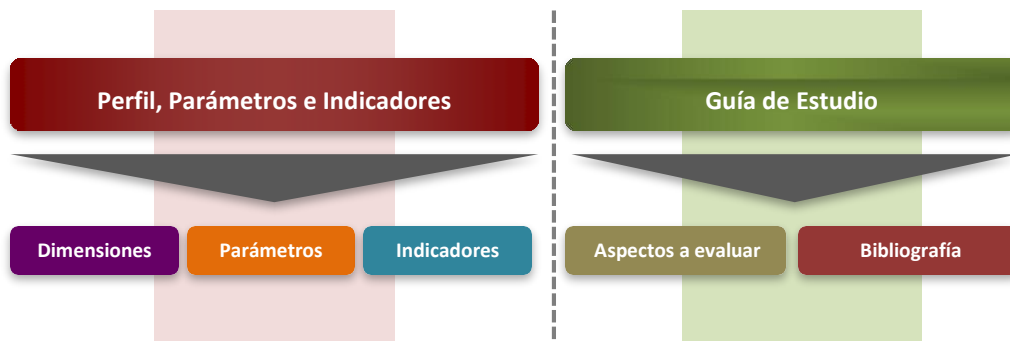 Perfil, Parámetros e Indicadores
Guía de Estudio
Dimensiones
Parámetros
Indicadores
Aspectos a evaluar
Bibliografía